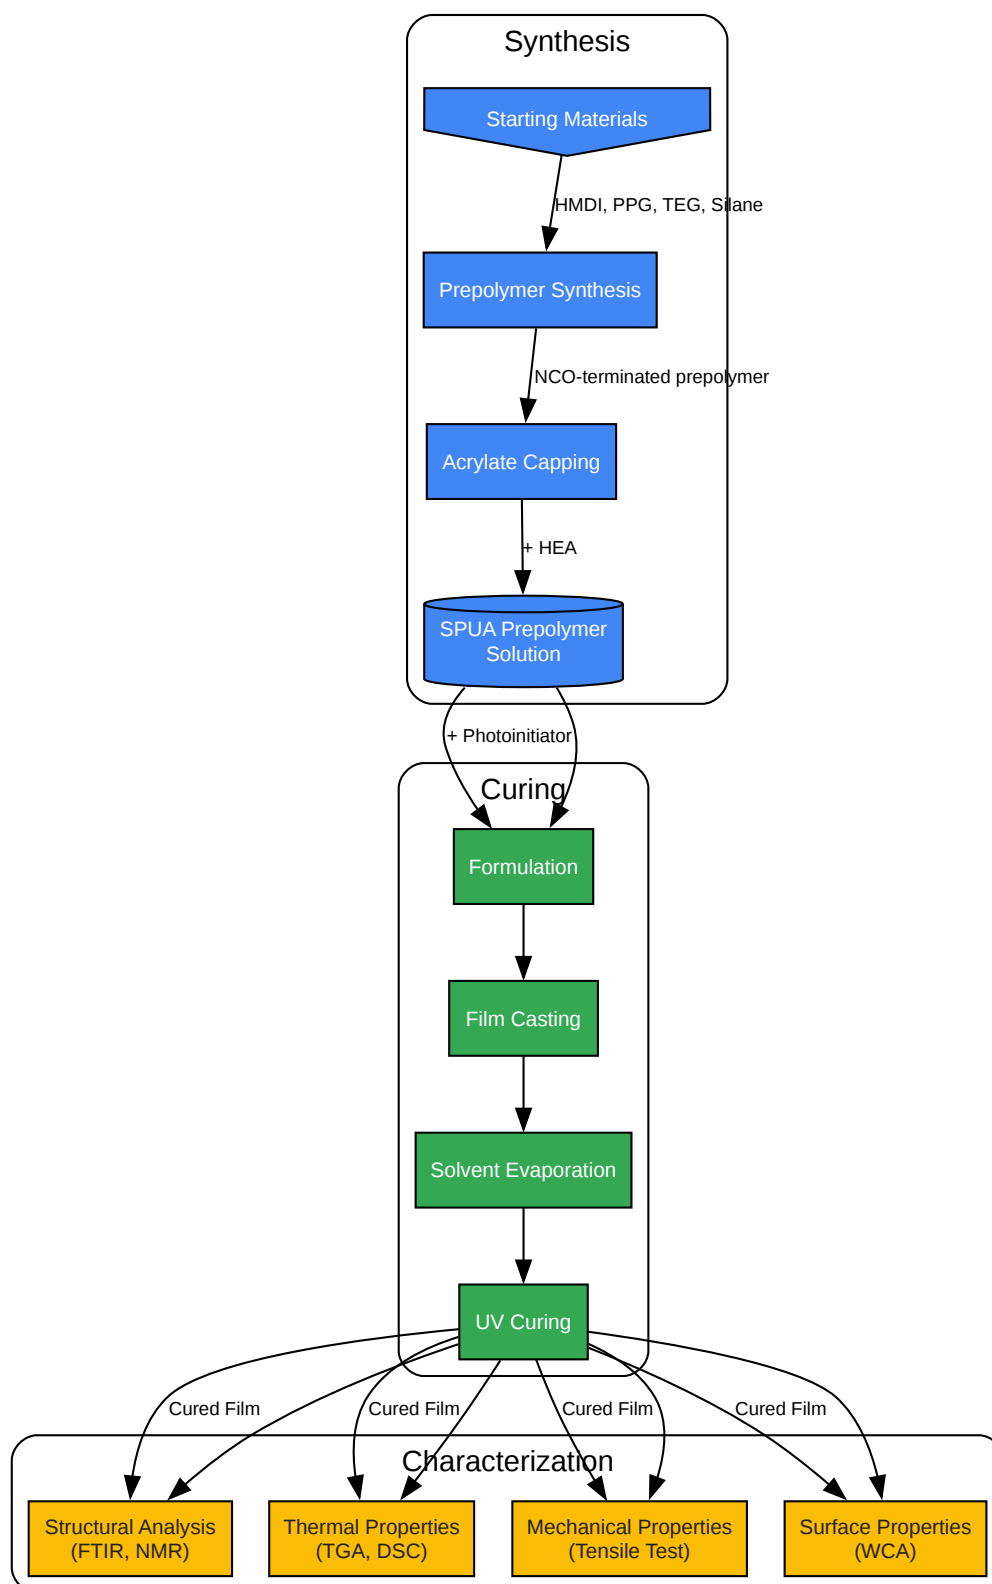 Synthesis
Starting Materials
HMDI, PPG, TEG, Silane
Prepolymer Synthesis
NCO-terminated prepolymer
Acrylate Capping
+ HEA
SPUA Prepolymer
Solution
+ Photoinitiator
Curing
Formulation
Film Casting
Solvent Evaporation
UV Curing
Cured Film
Cured Film
Cured Film
Cured Film
Characterization
Structural Analysis
(FTIR, NMR)
Thermal Properties
(TGA, DSC)
Mechanical Properties
(Tensile Test)
Surface Properties
(WCA)